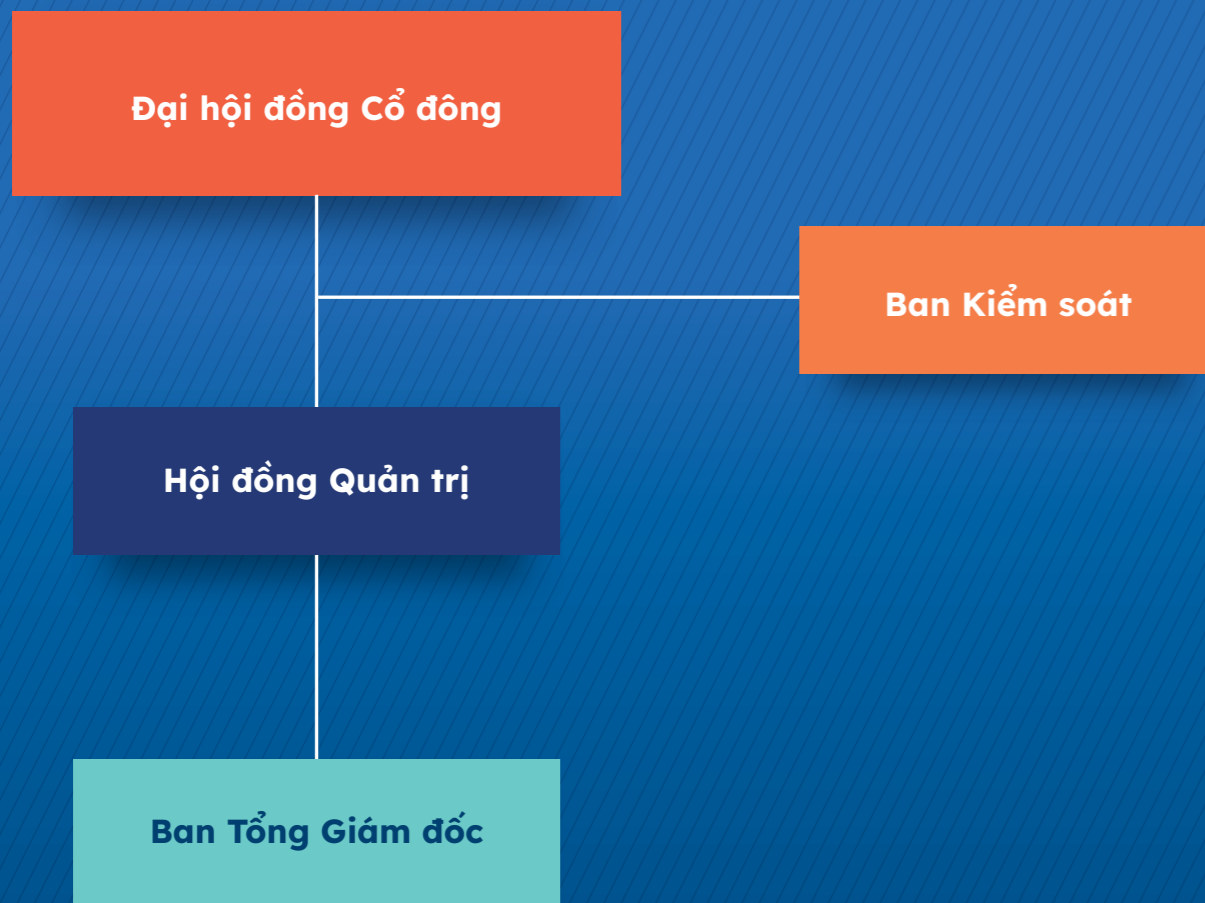 Đại hội đồng Cổ đông
Ban Kiểm soát
Hội đồng Quản trị
Ban Tổng Giám đốc